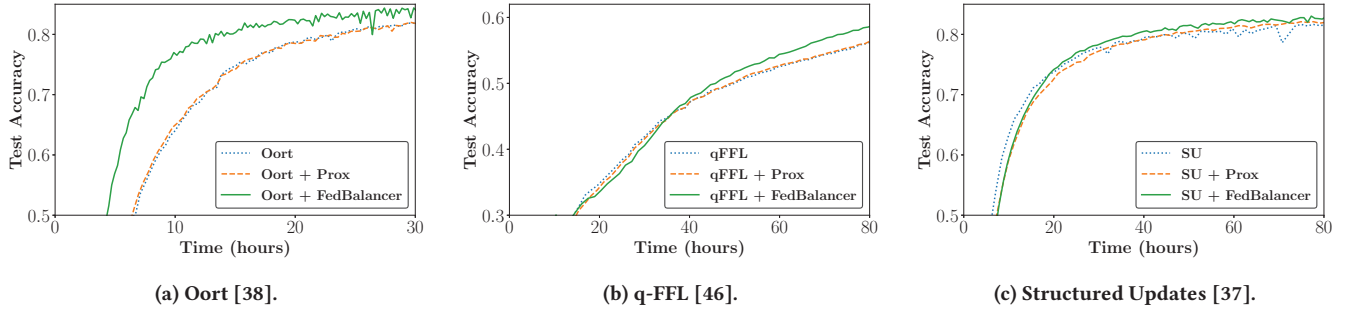 Test Accuracy
0.8
0.7
0.6
0.5
0 10 20 30
Time (hours)
Oort
Oort + Prox
Oort + FedBalancer
(a) Oort [38].
Test Accuracy
0.6
0.5
0.4
0.3
0 20 40 60 80
Time (hours)
qFFL
qFFL + Prox
qFFL + FedBalancer
(b) q-FFL [46].
Test Accuracy
0.8
0.7
0.6
0.5
0 20 40 60 80
Time (hours)
SU
SU + Prox
SU + FedBalancer
(c) Structured Updates [37].